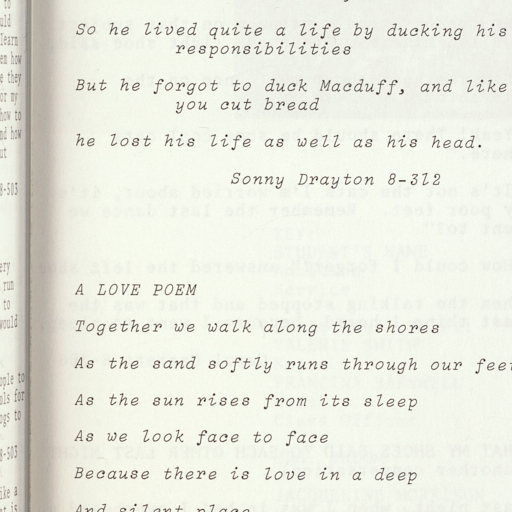 So he lived quite a life by ducking his
responsibilities
But he forgot to duck Macduff, and like
you cut bread
he lost his life as well as his head.
Sonny Drayton 8-312
A LOVE POEM
Together we walk along the shores
As the sand softly runs through our feet
As the sun rises from its sleep
As we look face to face
Because there is love in a deep
And silent place